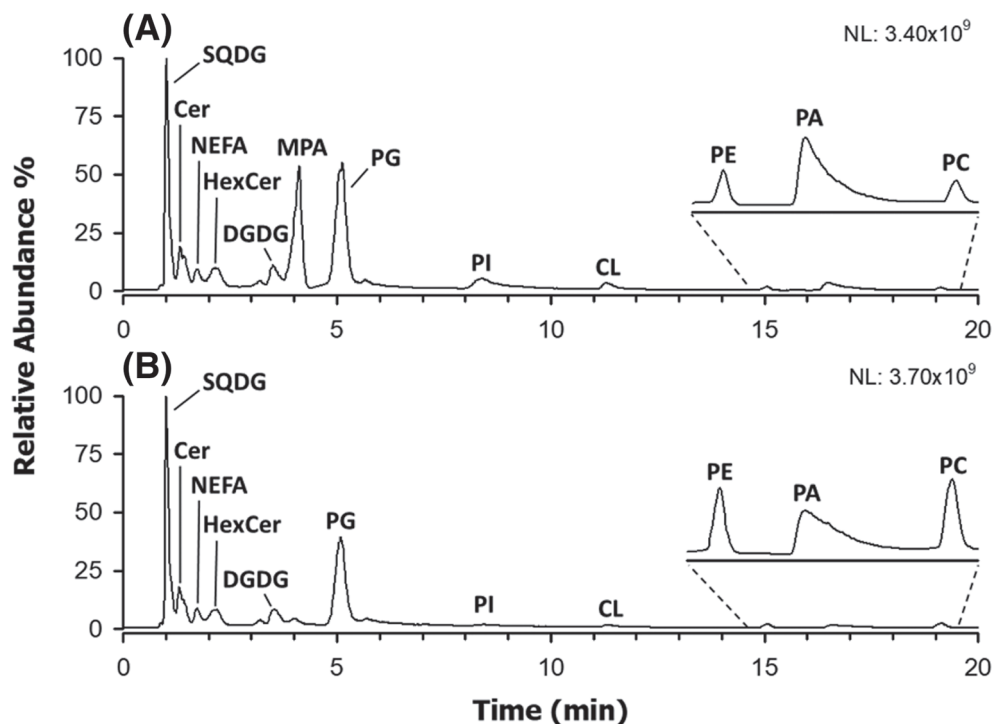 (A)
NL: 3.40x10⁹
Relative Abundance %
100
75
50
25
0
SQDG
Cer
NEFA
HexCer
DGDG
MPA
PG
PI
CL
PE
PA
PC
0 5 10 15 20
(B)
NL: 3.70x10⁹
100
75
50
25
0
SQDG
Cer
NEFA
HexCer
DGDG
PG
PI
CL
PE
PA
PC
0 5 10 15 20
Time (min)